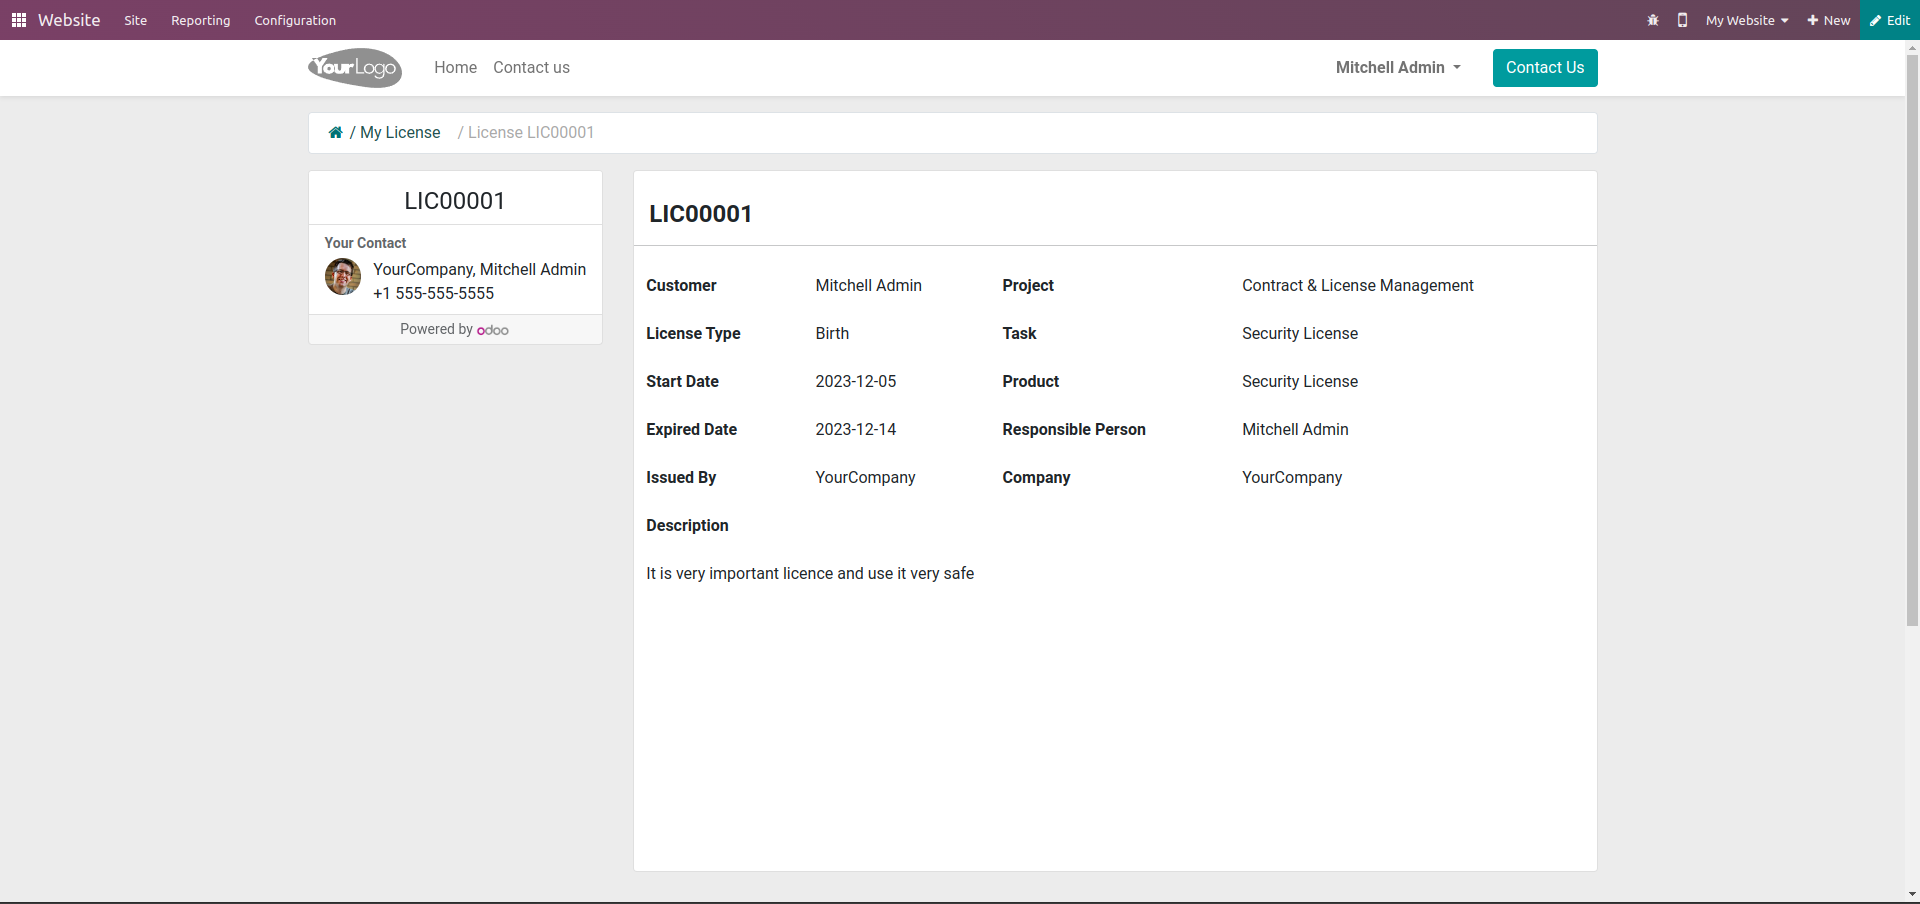 Website Site Reporting Configuration My Website New Edit
YourLogo Home Contact us Mitchell Admin Contact Us
/ My License / License LIC00001
LIC00001
Your Contact
YourCompany, Mitchell Admin
+1 555-555-5555
Powered by odoo
LIC00001
Customer Mitchell Admin Project Contract & License Management
License Type Birth Task Security License
Start Date 2023-12-05 Product Security License
Expired Date 2023-12-14 Responsible Person Mitchell Admin
Issued By YourCompany Company YourCompany
Description
It is very important licence and use it very safe